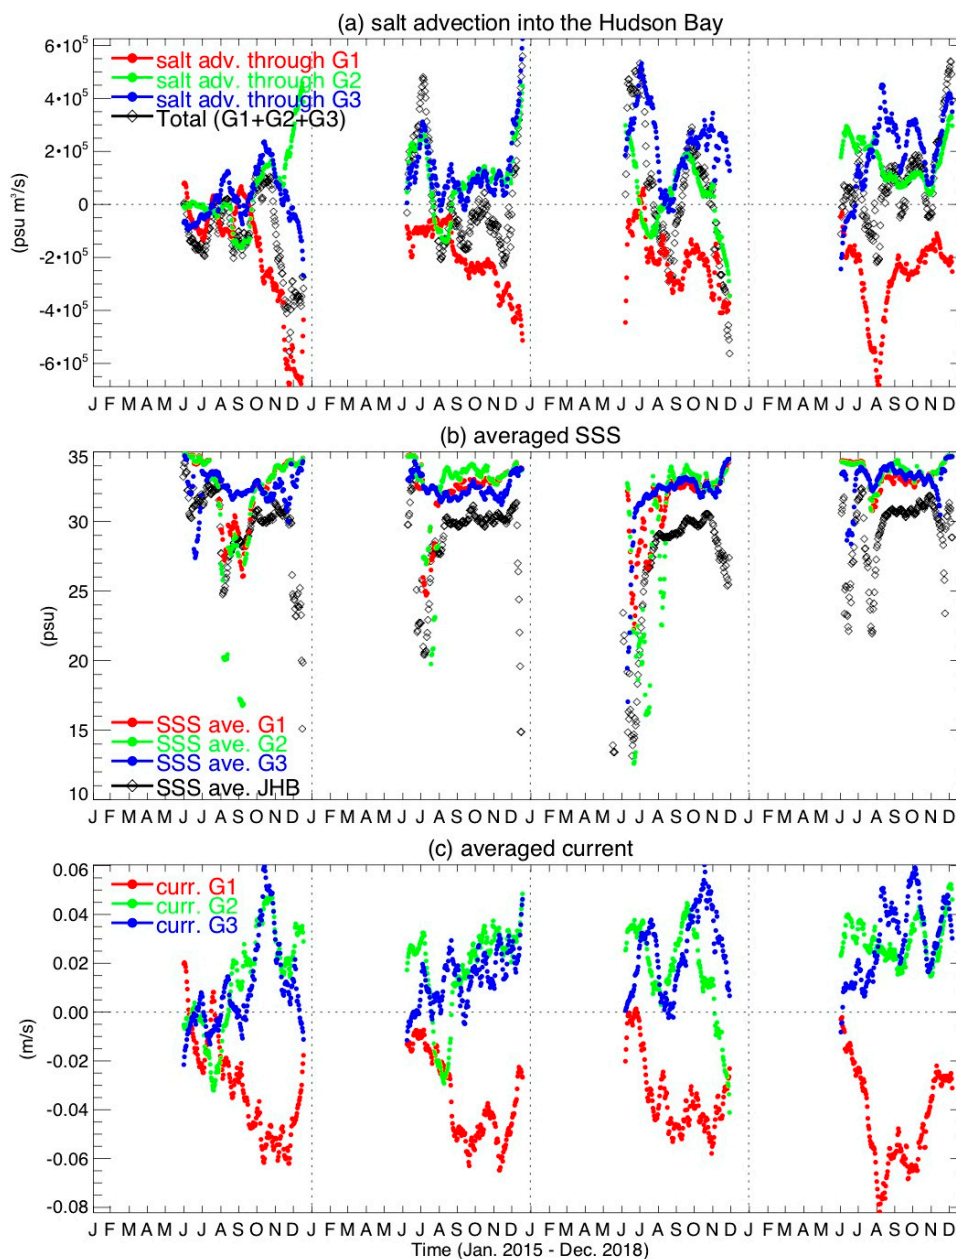 (a) salt advection into the Hudson Bay
6•10⁵
4•10⁵
2•10⁵
0
-2•10⁵
-4•10⁵
-6•10⁵
(psu m³/s)
salt adv. through G1
salt adv. through G2
salt adv. through G3
Total (G1+G2+G3)
J F M A M J J A S O N D J F M A M J J A S O N D J F M A M J J A S O N D J F M A M J J A S O N D
(b) averaged SSS
35
30
25
20
15
10
(psu)
SSS ave. G1
SSS ave. G2
SSS ave. G3
SSS ave. JHB
J F M A M J J A S O N D J F M A M J J A S O N D J F M A M J J A S O N D J F M A M J J A S O N D
(c) averaged current
0.06
0.04
0.02
0.00
-0.02
-0.04
-0.06
-0.08
(m/s)
curr. G1
curr. G2
curr. G3
J F M A M J J A S O N D J F M A M J J A S O N D J F M A M J J A S O N D J F M A M J J A S O N D
Time (Jan. 2015 - Dec. 2018)